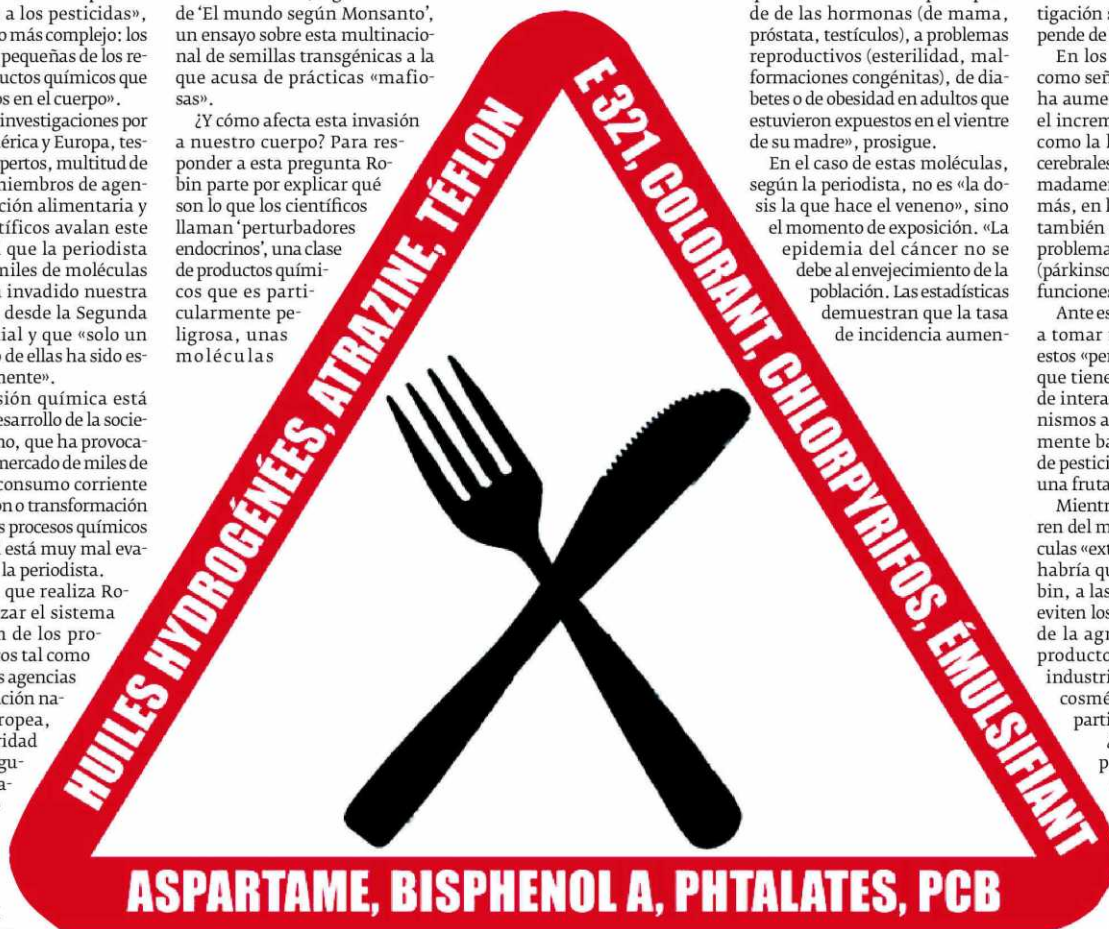 a los pesticidas»,
o más complejo: los
pequeñas de los re-
uctos químicos que
os en el cuerpo».
investigaciones por
érica y Europa, tes-
pertos, multitud de
miembros de agen-
ción alimentaria y
tíficos avalan este
que la periodista
miles de moléculas
invadido nuestra
desde la Segunda
ial y que «solo un
o de ellas ha sido es-
mente».
sión química está
esarrollo de la socie-
no, que ha provoca-
mercado de miles de
consumo corriente
ón o transformación
s procesos químicos
está muy mal eva-
la periodista.
que realiza Ro-
zar el sistema
n de los pro-
os tal como
s agencias
ación na-
ropea,
ridad
gu-
a-
de ‘El mundo según Monsanto’,
un ensayo sobre esta multinacio-
nal de semillas transgénicas a la
que acusa de prácticas «mafio-
sas».
¿Y cómo afecta esta invasión
a nuestro cuerpo? Para res-
ponder a esta pregunta Ro-
bin parte por explicar qué
son lo que los científicos
llaman ‘perturbadores
endocrinos’, una clase
de productos quími-
cos que es parti-
cularmente pe-
ligrosa, unas
moléculas
de de las hormonas (de mama,
próstata, testículos), a problemas
reproductivos (esterilidad, mal-
formaciones congénitas), de dia-
betes o de obesidad en adultos que
estuvieron expuestos en el vientre
de su madre», prosigue.
En el caso de estas moléculas,
según la periodista, no es «la do-
sis la que hace el veneno», sino
el momento de exposición. «La
epidemia del cáncer no se
debe al envejecimiento de la
población. Las estadísticas
demuestran que la tasa
de incidencia aumen-
tigación s
pende de
En los
como señ
ha aume
el increm
como la l
cerebrales
madamen
más, en l
también
problema
(párkinso
funciones
Ante es
a tomar
estos «per
que tiene
de intera
nismos a
mente ba
de pestici
una fruta
Mientr
ren del m
culas «ext
habría qu
bin, a las
eviten los
de la agr
producto
industri
cosmé
parti
p
HUILES HYDROGÉNÉES, ATRAZINE, TÉFLON
E 321, COLORANT, CHLORPYRIFOS, ÉMULSIFIANT
ASPARTAME, BISPHENOL A, PHTALATES, PCB